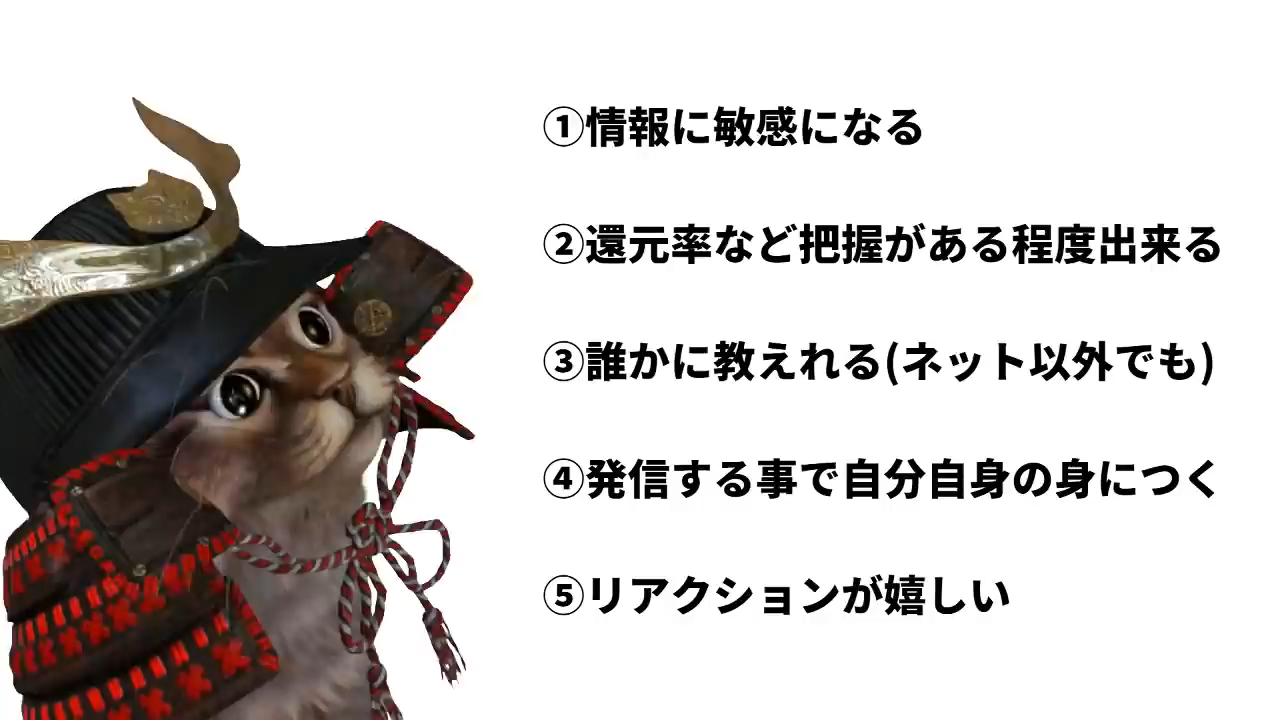 ①情報に敏感になる
②還元率など把握がある程度出来る
③誰かに教えれる(ネット以外でも)
④発信する事で自分自身の身につく
⑤リアクションが嬉しい